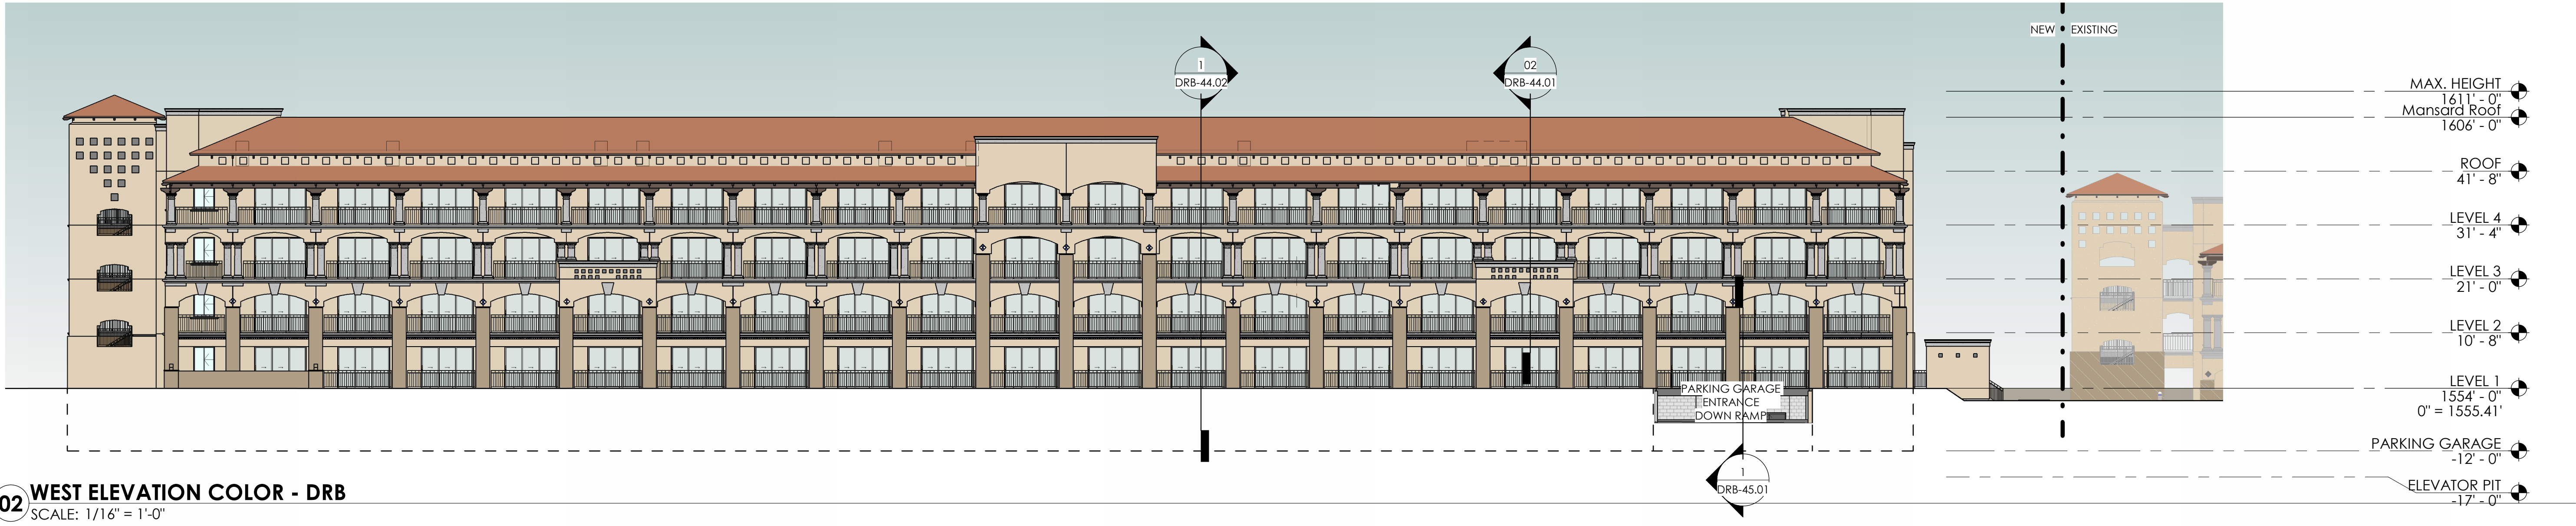 NEW EXISTING
1
DRB-44.02
02
DRB-44.01
MAX. HEIGHT
1611' - 0"
Mansard Roof
1606' - 0"
ROOF
41' - 8"
LEVEL 4
31' - 4"
LEVEL 3
21' - 0"
LEVEL 2
10' - 8"
LEVEL 1
1554' - 0"
0" = 1555.41'
PARKING GARAGE
ENTRANCE
DOWN RAMP
PARKING GARAGE
-12' - 0"
1
DRB-45.01
ELEVATOR PIT
-17' - 0"
02
WEST ELEVATION COLOR - DRB
SCALE: 1/16" = 1'-0"